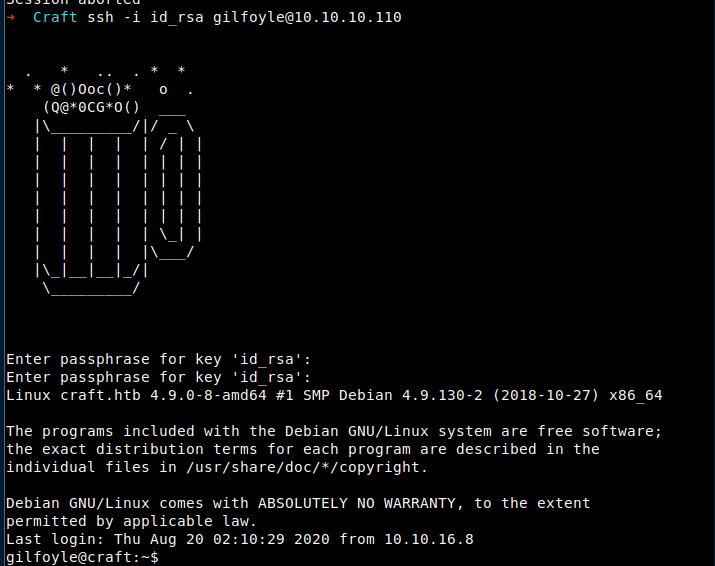 Session aborted
→  Craft ssh -i id_rsa gilfoyle@10.10.10.110
  .   *   ..  . *  *
*  * @()Ooc()*   o  .
    (Q@*0CG*O()  ___
   |\_________/|/ _ \
   |  |  |  |  | / | |
   |  |  |  |  | | | |
   |  |  |  |  | | | |
   |  |  |  |  | | | |
   |  |  |  |  | | | |
   |  |  |  |  | \_| |
   |  |  |  |  |\___/
   |\_|__|__|_/|
    \_________/
Enter passphrase for key 'id_rsa':
Enter passphrase for key 'id_rsa':
Linux craft.htb 4.9.0-8-amd64 #1 SMP Debian 4.9.130-2 (2018-10-27) x86_64
The programs included with the Debian GNU/Linux system are free software;
the exact distribution terms for each program are described in the
individual files in /usr/share/doc/*/copyright.
Debian GNU/Linux comes with ABSOLUTELY NO WARRANTY, to the extent
permitted by applicable law.
Last login: Thu Aug 20 02:10:29 2020 from 10.10.16.8
gilfoyle@craft:~$